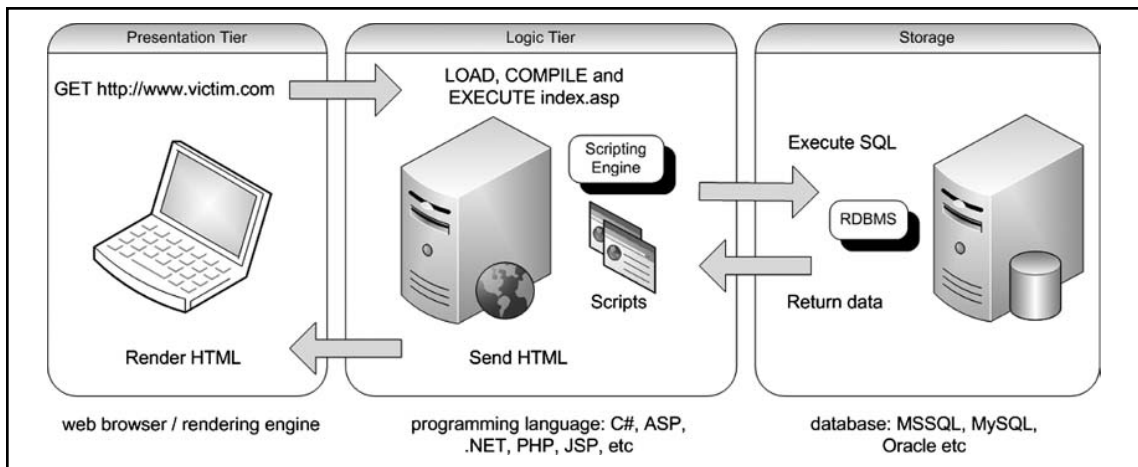 Presentation Tier
GET http://www.victim.com
Render HTML
web browser / rendering engine
Logic Tier
LOAD, COMPILE and
EXECUTE index.asp
Scripting
Engine
Scripts
Send HTML
programming language: C#, ASP,
.NET, PHP, JSP, etc
Storage
Execute SQL
RDBMS
Return data
database: MSSQL, MySQL,
Oracle etc